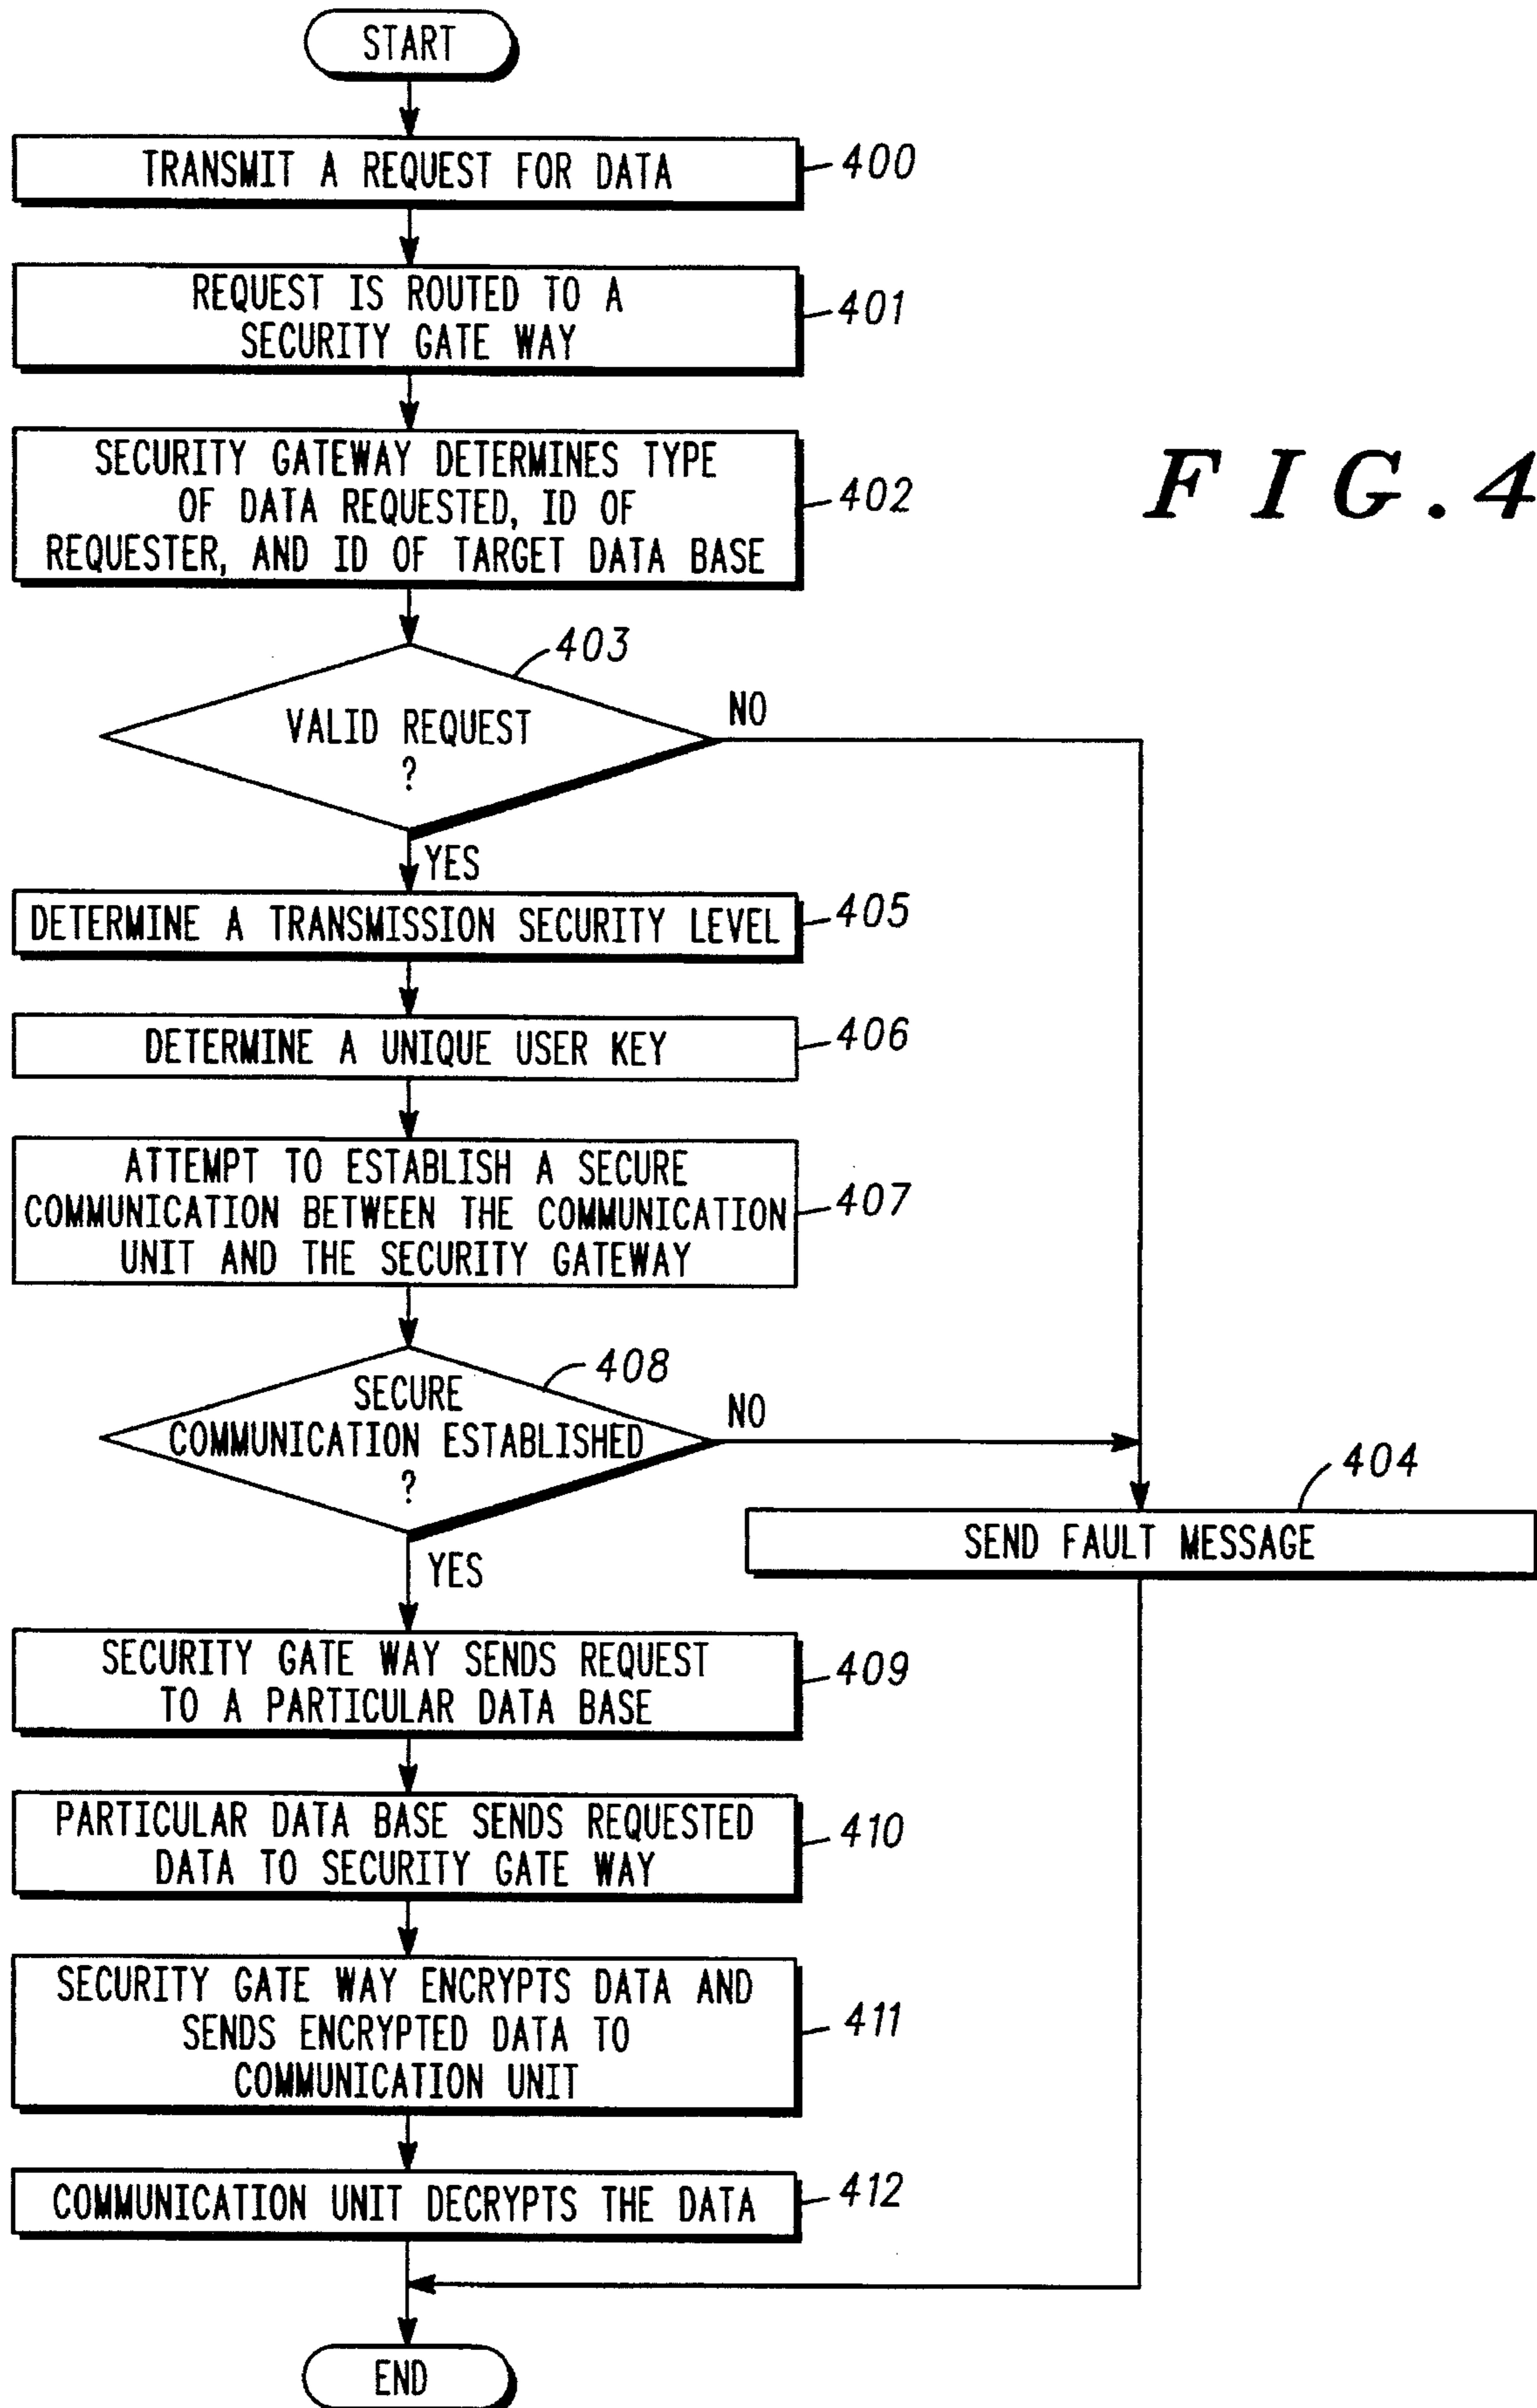 START
TRANSMIT A REQUEST FOR DATA
400
REQUEST IS ROUTED TO A
SECURITY GATE WAY
401
SECURITY GATEWAY DETERMINES TYPE
OF DATA REQUESTED, ID OF
REQUESTER, AND ID OF TARGET DATA BASE
402
FIG.4
403
VALID REQUEST
?
NO
YES
DETERMINE A TRANSMISSION SECURITY LEVEL
405
DETERMINE A UNIQUE USER KEY
406
ATTEMPT TO ESTABLISH A SECURE
COMMUNICATION BETWEEN THE COMMUNICATION
UNIT AND THE SECURITY GATEWAY
407
408
SECURE
COMMUNICATION ESTABLISHED
?
NO
YES
404
SEND FAULT MESSAGE
SECURITY GATE WAY SENDS REQUEST
TO A PARTICULAR DATA BASE
409
PARTICULAR DATA BASE SENDS REQUESTED
DATA TO SECURITY GATE WAY
410
SECURITY GATE WAY ENCRYPTS DATA AND
SENDS ENCRYPTED DATA TO
COMMUNICATION UNIT
411
COMMUNICATION UNIT DECRYPTS THE DATA
412
END